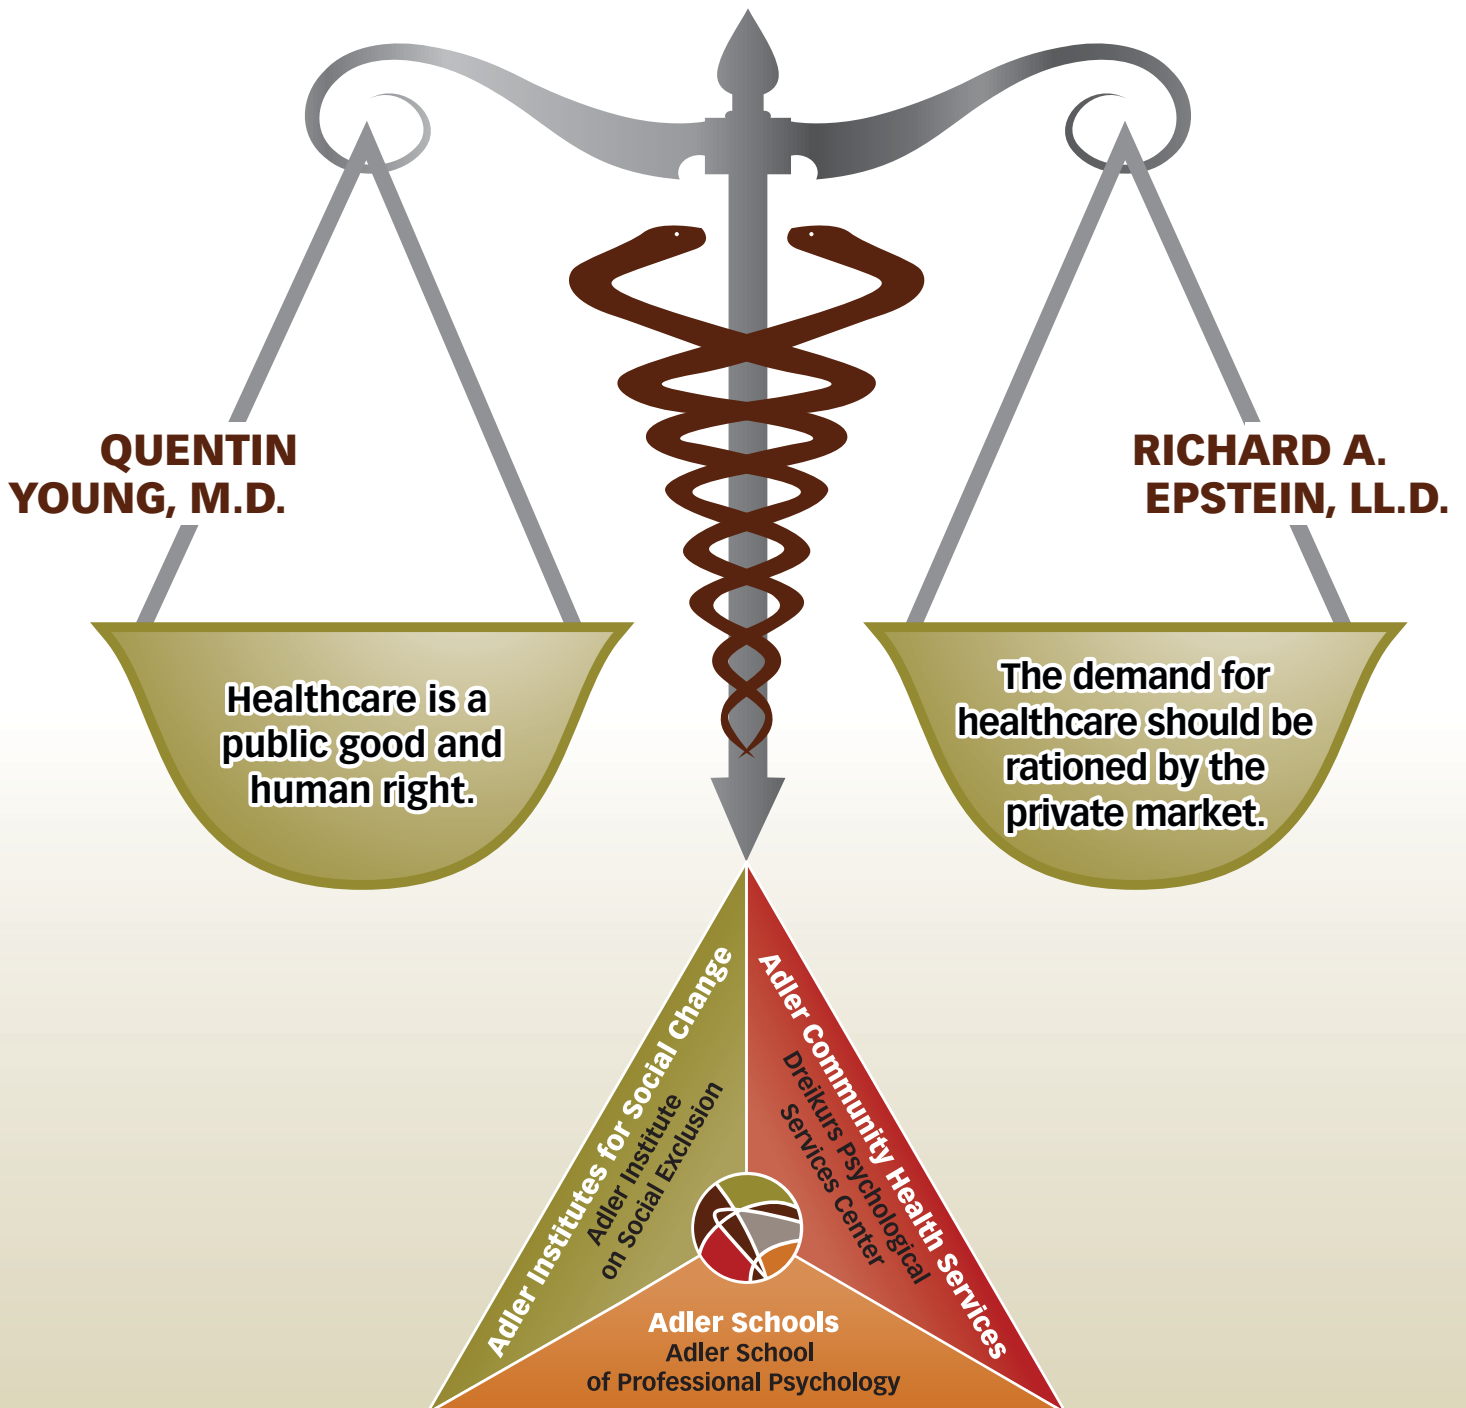 QUENTIN
YOUNG, M.D.
RICHARD A.
EPSTEIN, LL.D.
Healthcare is a
public good and
human right.
The demand for
healthcare should be
rationed by the
private market.
Adler Institutes for Social Change
Adler Institute
on Social Exclusion
Adler Community Health Services
Dreikurs Psychological
Services Center
Adler Schools
Adler School
of Professional Psychology